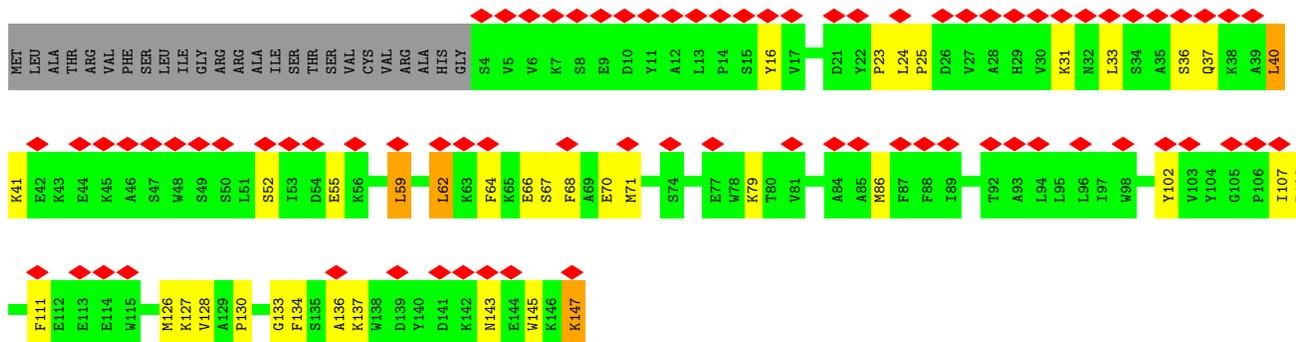 MET LEU ALA THR ARG VAL PHE SER LEU ILE GLY ARG ARG ALA ILE SER THR SER VAL CYS VAL ARG ALA HIS GLY S4 V5 V6 K7 S8 E9 D10 Y11 A12 L13 P14 S15 Y16 V17 D21 Y22 P23 L24 P25 D26 V27 A28 H29 V30 K31 N32 L33 S34 A35 S36 Q37 K38 A39 L40
K41 E42 K43 E44 K45 A46 S47 W48 S49 S50 L51 S52 I53 D54 E55 K56 L59 L62 K63 F64 K65 E66 S67 F68 A69 E70 M71 S74 E77 W78 K79 T80 V81 A84 A85 M86 F87 F88 I89 T92 A93 L94 L95 L96 I97 W98 Y102 V103 Y104 G105 P106 I107
F111 E112 E113 E114 W115 M126 K127 V128 A129 P130 G133 F134 S135 A136 K137 W138 D139 Y140 D141 K142 N143 E144 W145 K146 K147